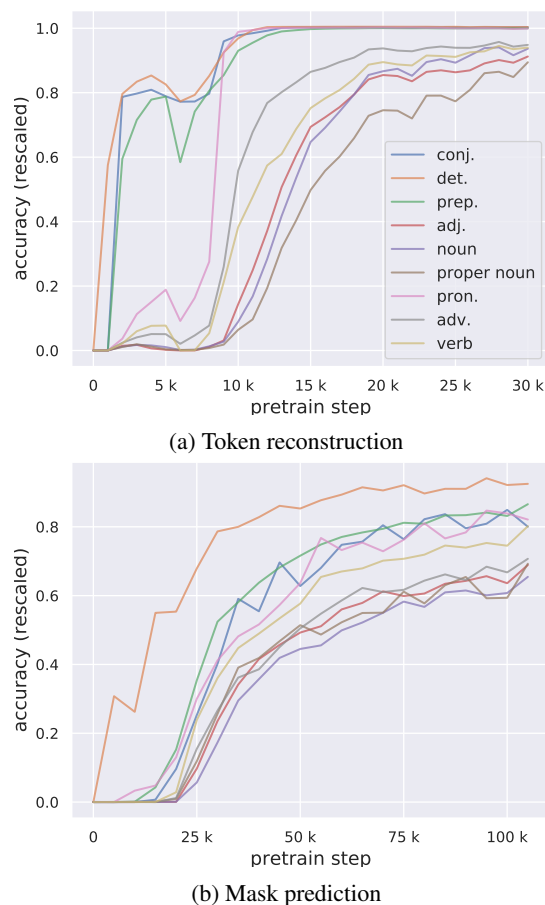 1.0
0.8
0.6
0.4
0.2
0.0
accuracy (rescaled)
conj.
det.
prep.
adj.
noun
proper noun
pron.
adv.
verb
0 5 k 10 k 15 k 20 k 25 k 30 k
pretrain step
(a) Token reconstruction
0.8
0.6
0.4
0.2
0.0
accuracy (rescaled)
0 25 k 50 k 75 k 100 k
pretrain step
(b) Mask prediction